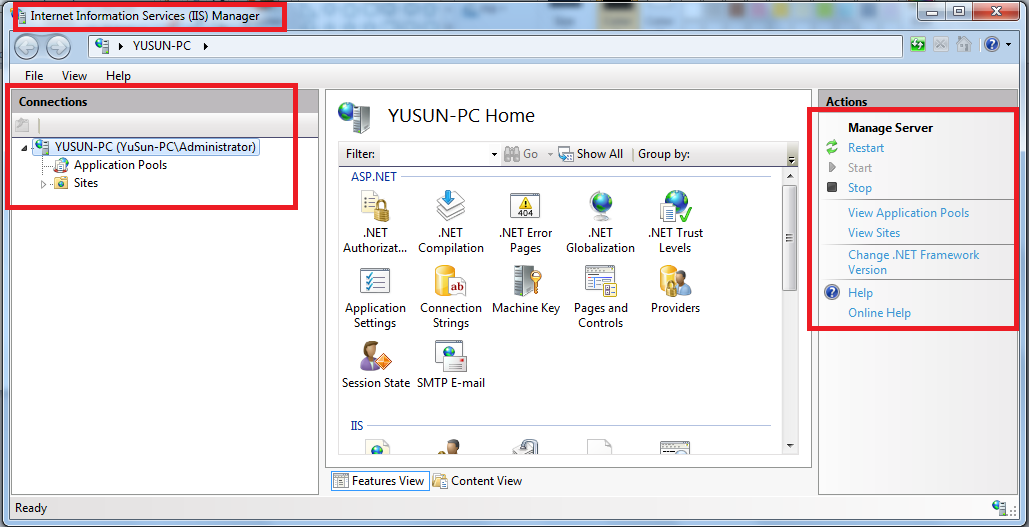 Internet Information Services (IIS) Manager
YUSUN-PC
File View Help
Connections
YUSUN-PC (YuSun-PC\Administrator)
Application Pools
Sites
YUSUN-PC Home
Filter: Go Show All Group by:
ASP.NET
.NET Authorizat...
.NET Compilation
404
.NET Error Pages
.NET Globalization
.NET Trust Levels
Application Settings
ab
Connection Strings
Machine Key
Pages and Controls
Providers
Session State
SMTP E-mail
IIS
Features View Content View
Actions
Manage Server
Restart
Start
Stop
View Application Pools
View Sites
Change .NET Framework
Version
Help
Online Help
Ready